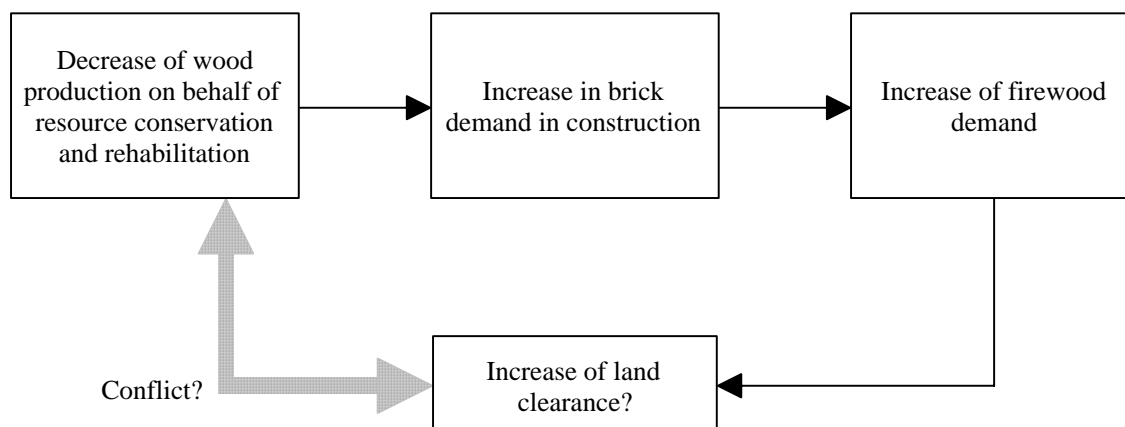 Decrease of wood
production on behalf of
resource conservation
and rehabilitation
Increase in brick
demand in construction
Increase of firewood
demand
Conflict?
Increase of land
clearance?